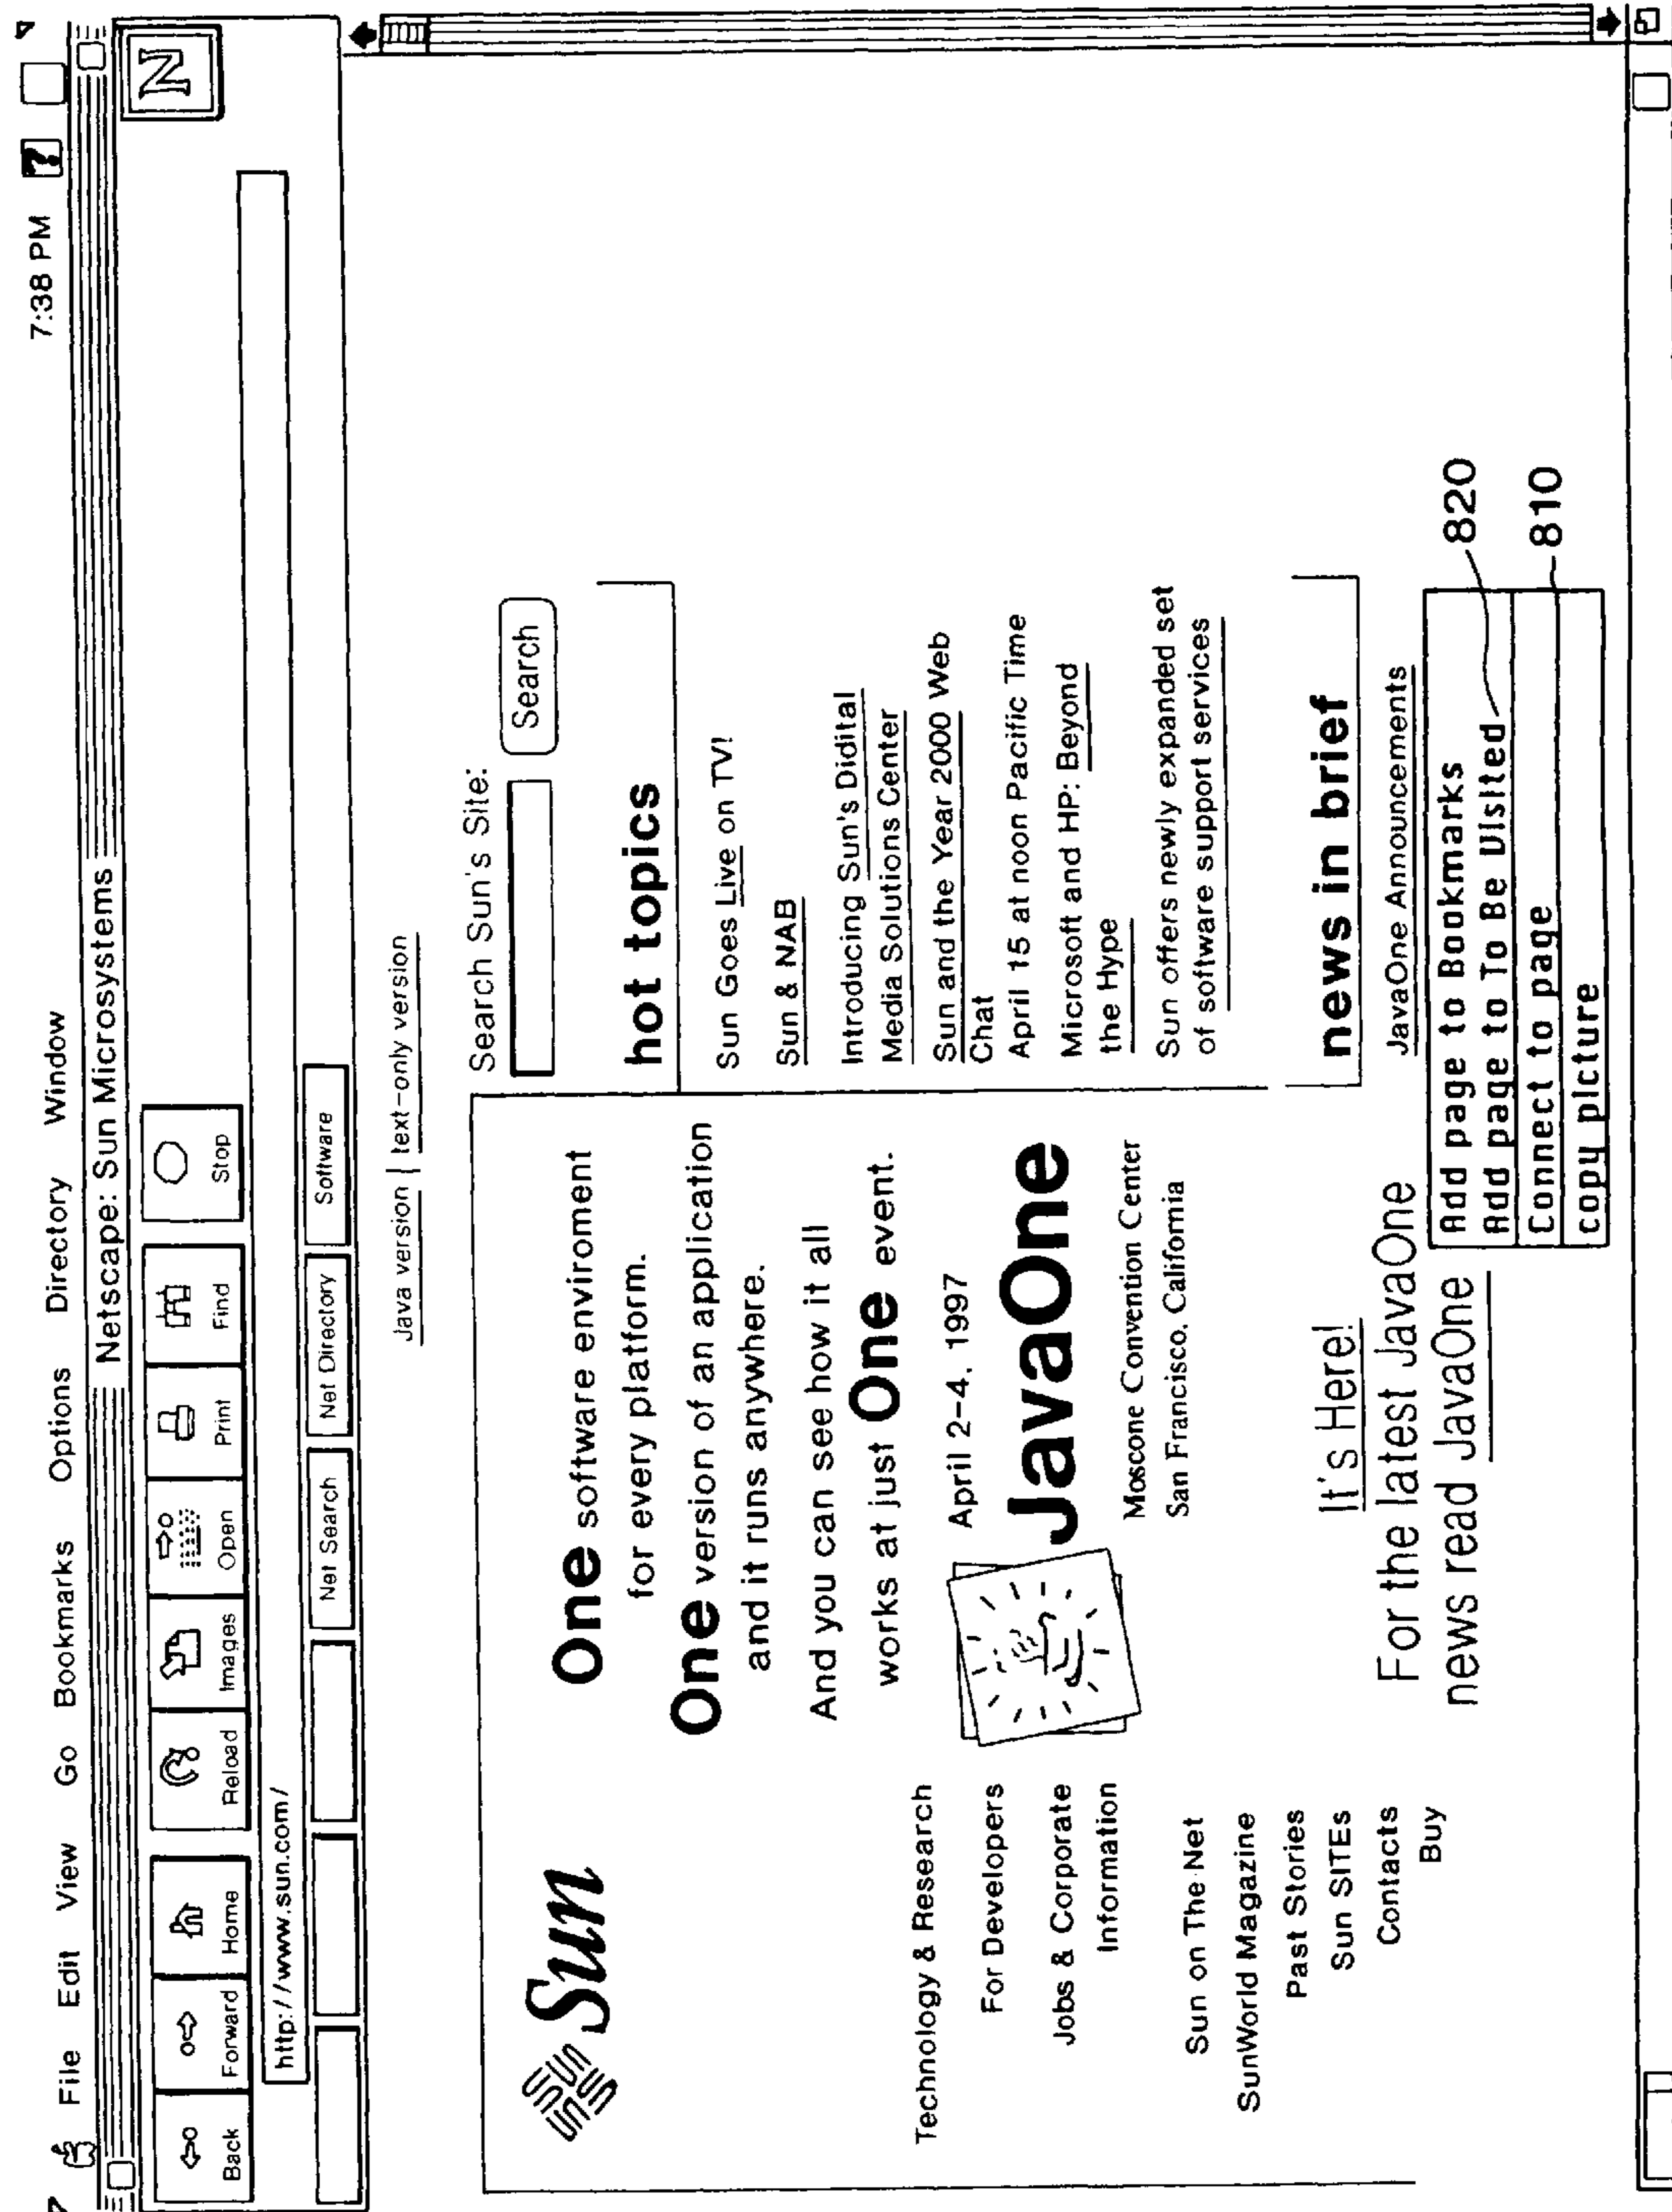 7:38 PM
File Edit View Go Bookmarks Options Directory Window
Netscape: Sun Microsystems
N
Back Forward Home Reload Images Open Print Find Stop
http://www.sun.com/
Net Search Net Directory Software
Java version | text-only version
Sun
Technology & Research
For Developers
Jobs & Corporate
Information
Sun on The Net
SunWorld Magazine
Past Stories
Sun SITEs
Contacts
Buy
One software enviroment
for every platform.
One version of an application
and it runs anywhere.
And you can see how it all
works at just One event.
April 2-4, 1997
JavaOne
Moscone Convention Center
San Francisco, California
It's Here!
For the latest JavaOne
news read JavaOne
Search Sun's Site:
Search
hot topics
Sun Goes Live on TV!
Sun & NAB
Introducing Sun's Didital
Media Solutions Center
Sun and the Year 2000 Web
Chat
April 15 at noon Pacific Time
Microsoft and HP: Beyond
the Hype
Sun offers newly expanded set
of software support services
news in brief
JavaOne Announcements
Add page to Bookmarks
Add page to To Be UIsIted
Connect to page
copy pIcture
820
810